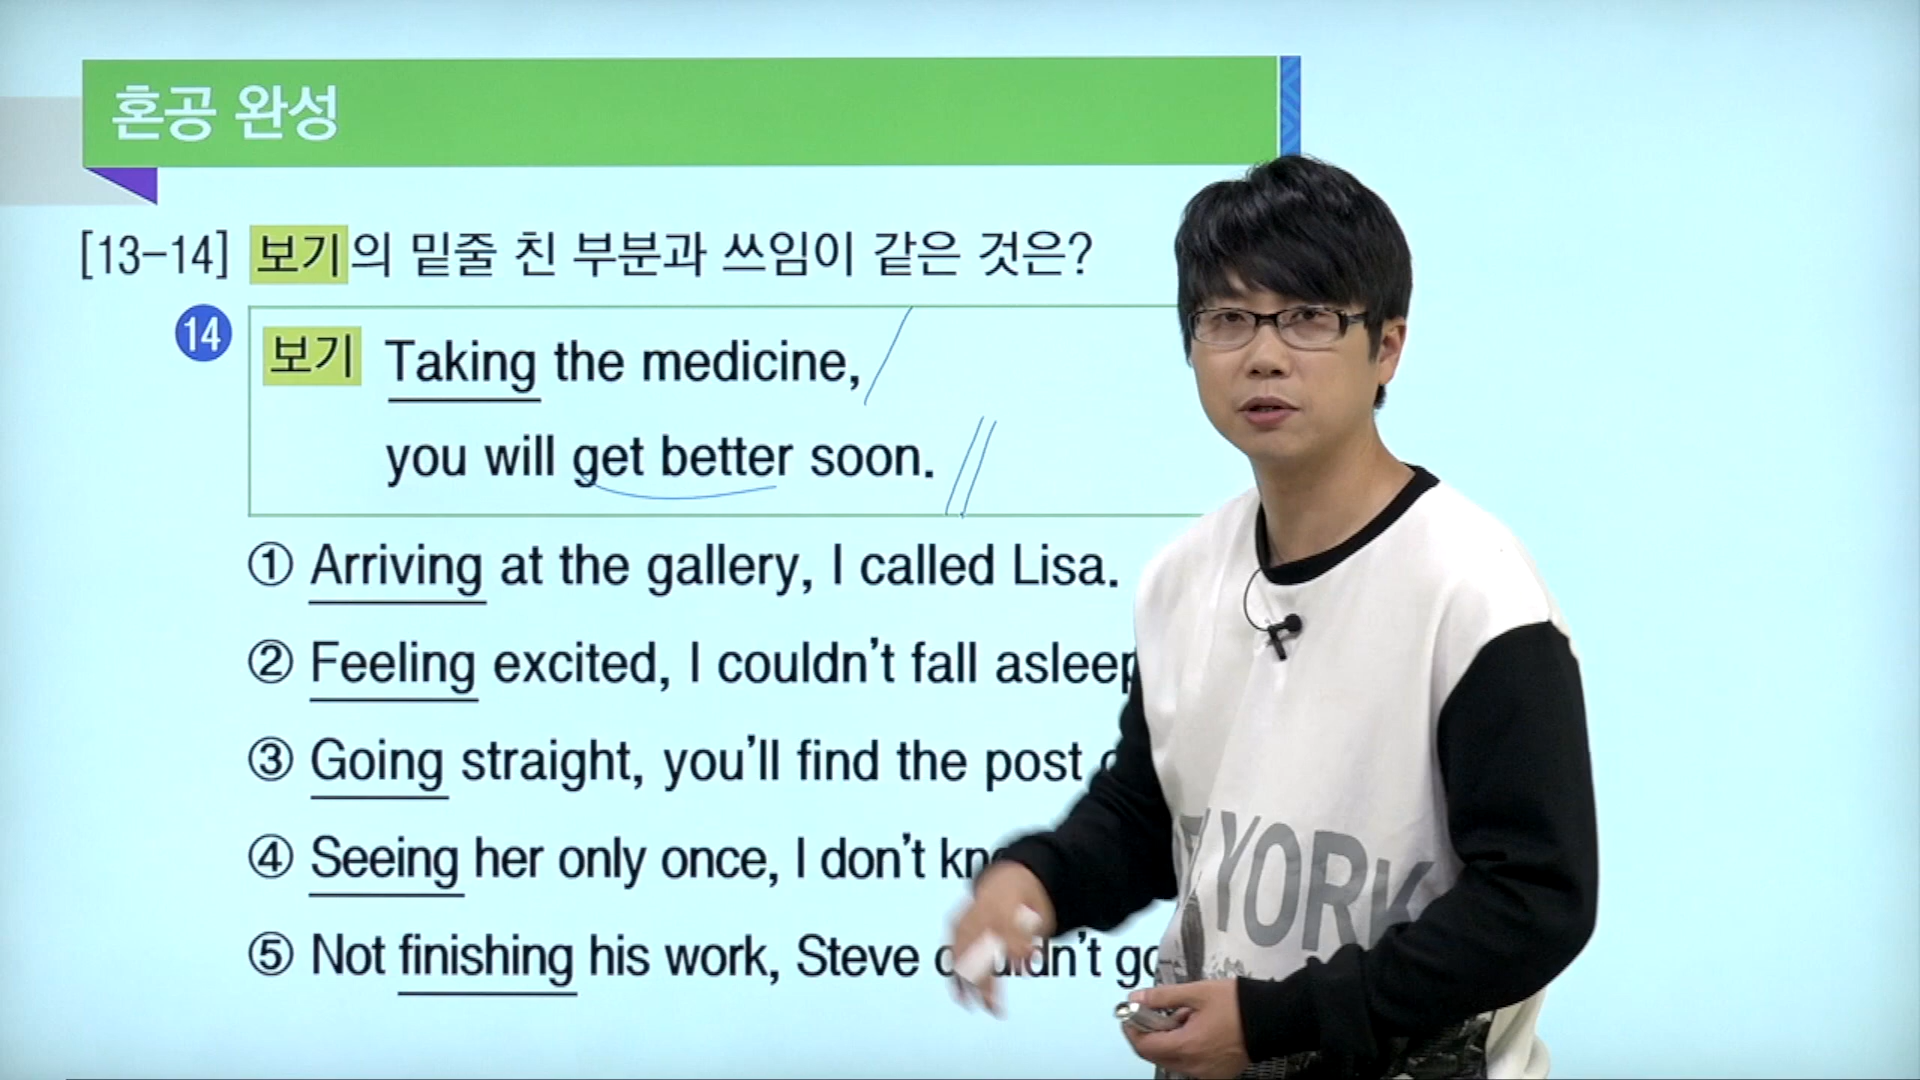 혼공 완성
[13-14] 보기의 밑줄 친 부분과 쓰임이 같은 것은?
14
보기 Taking the medicine,
you will get better soon.
① Arriving at the gallery, I called Lisa.
② Feeling excited, I couldn't fall asleep
③ Going straight, you'll find the post
④ Seeing her only once, I don't
⑤ Not finishing his work, Steve
YORK